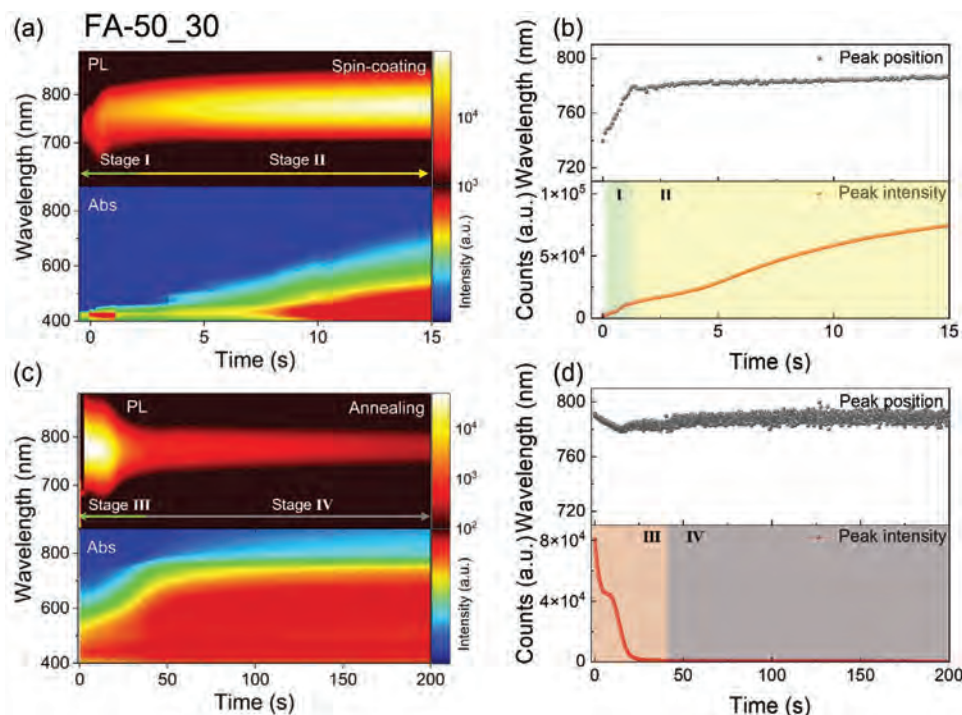 (a) FA-50_30
PL Spin-coating
800
700
Stage I Stage II
Abs
800
600
400
Wavelength (nm)
0 5 10 15
Time (s)
10⁴
10³
Intensity (a.u.)
(b)
Peak position
800
760
720
Wavelength (nm)
I II Peak intensity
1×10⁵
5×10⁴
0
Counts (a.u.)
0 5 10 15
Time (s)
(c)
PL Annealing
800
700
Stage III Stage IV
Abs
800
600
400
Wavelength (nm)
0 50 100 150 200
Time (s)
10⁴
10³
10²
Intensity (a.u.)
(d)
Peak position
800
760
720
Wavelength (nm)
III IV Peak intensity
8×10⁴
4×10⁴
0
Counts (a.u.)
0 50 100 150 200
Time (s)